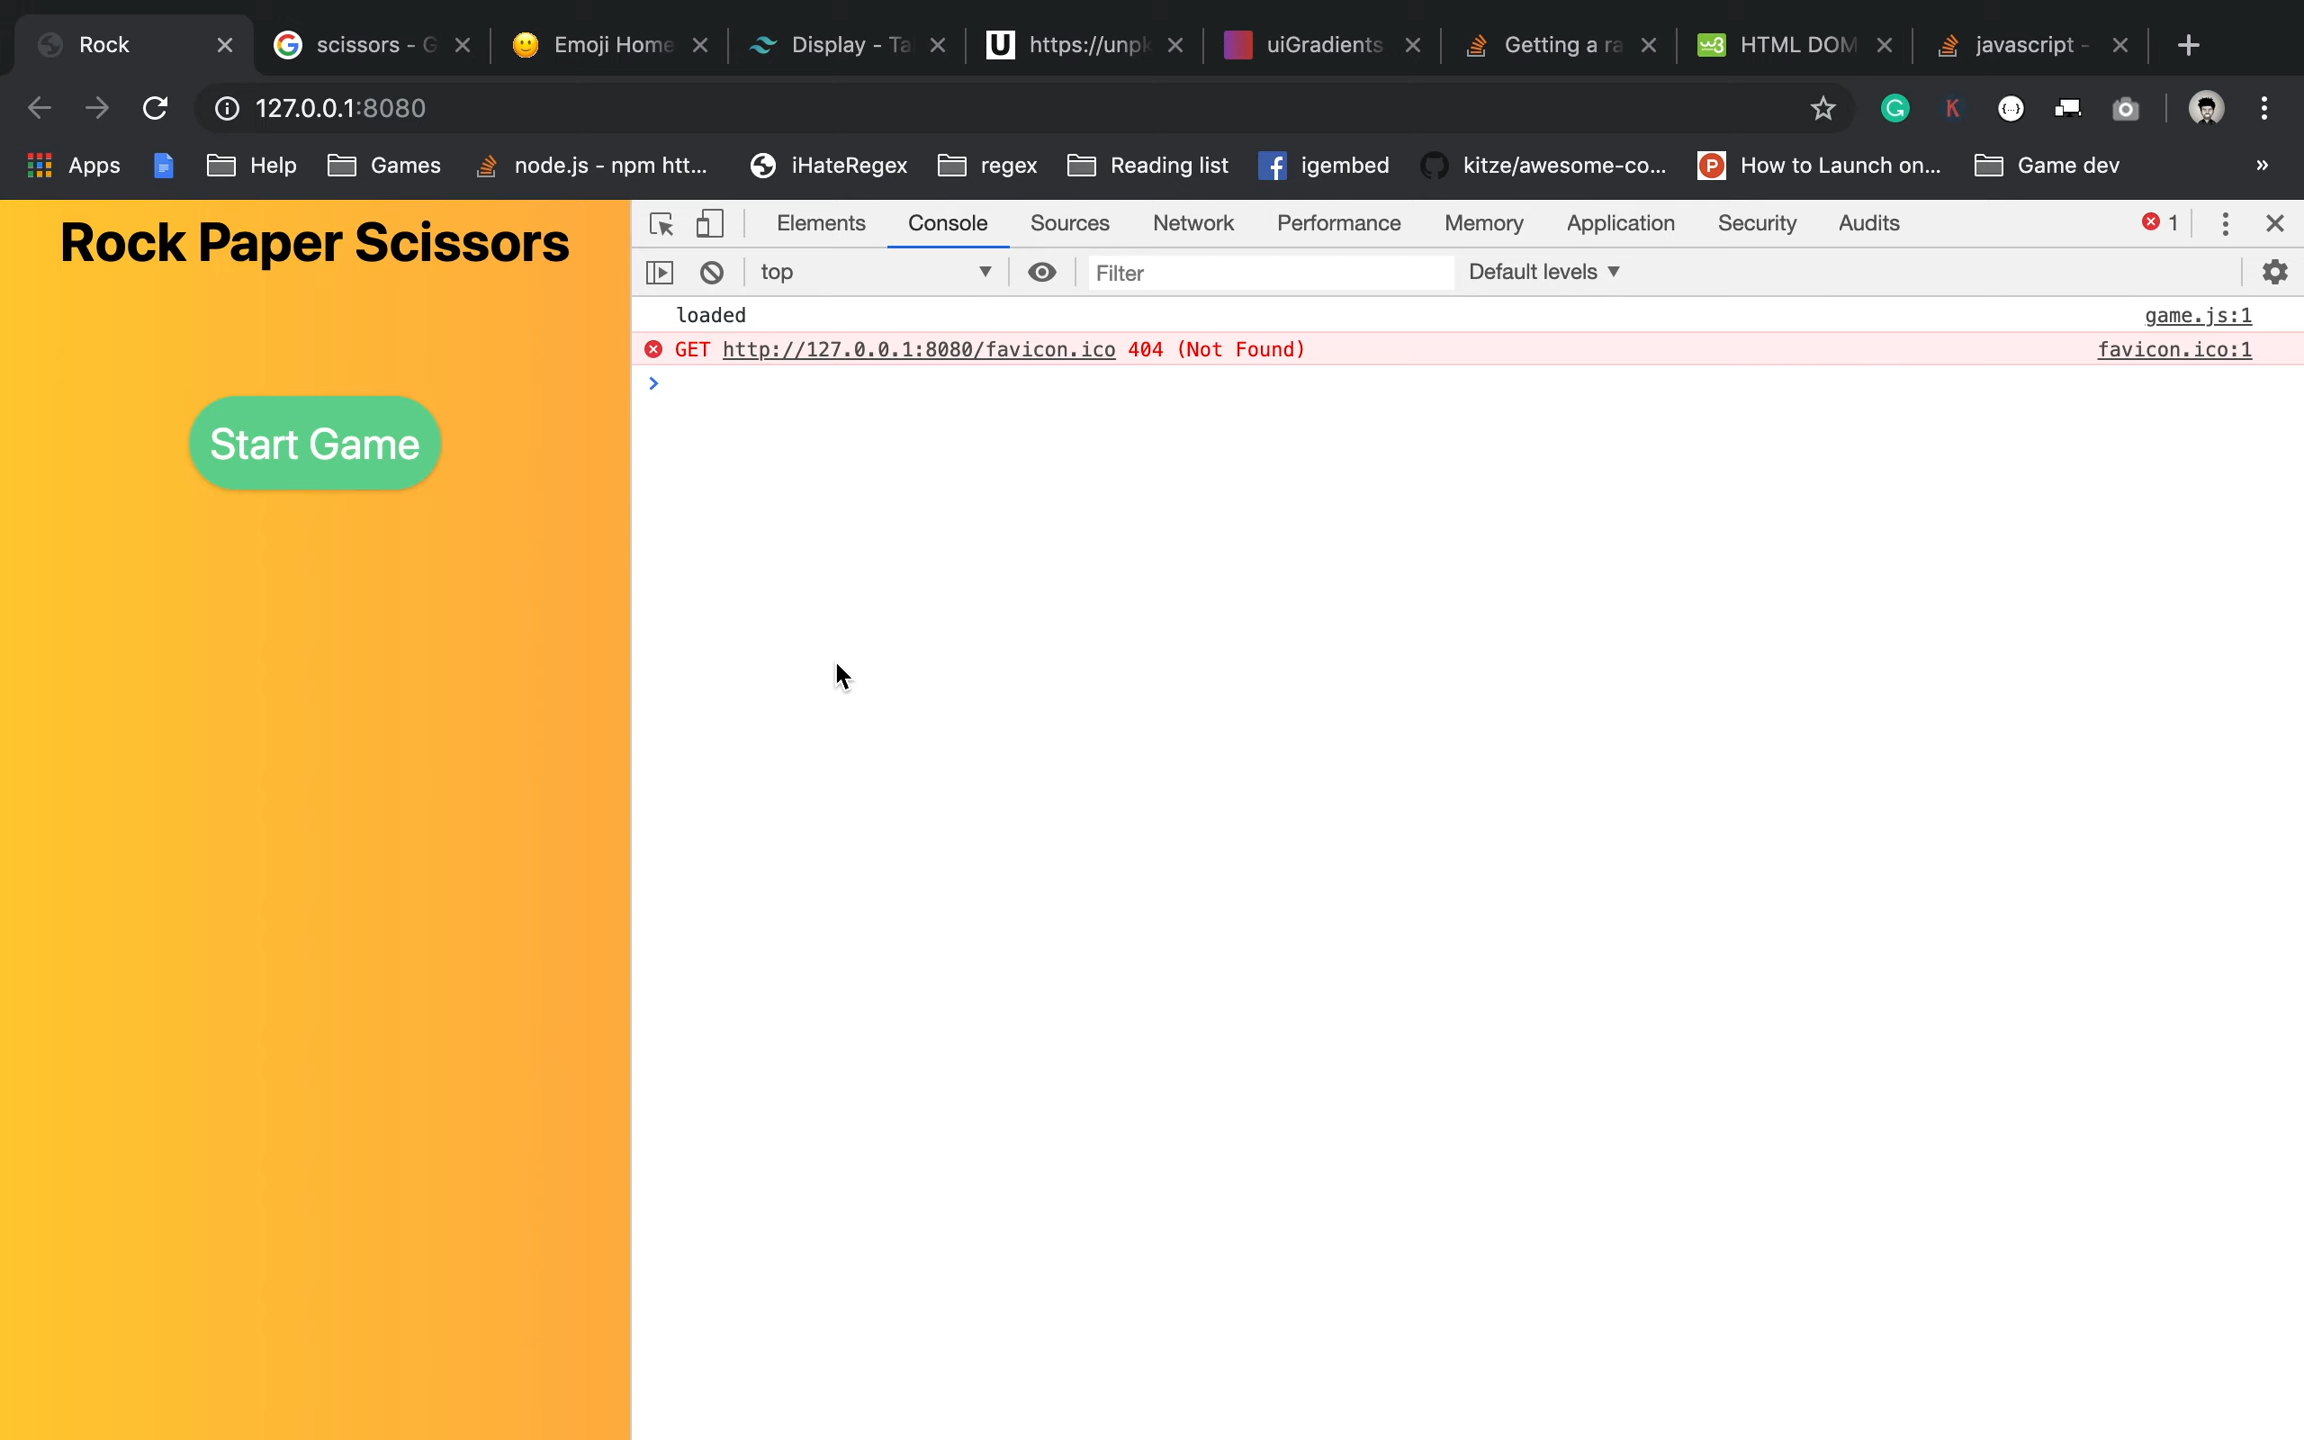 Rock
scissors - G
Emoji Home
Display - Ta
https://unpk
uiGradients
Getting a ra
HTML DOM
javascript -
127.0.0.1:8080
Apps
Help
Games
node.js - npm htt...
iHateRegex
regex
Reading list
igembed
kitze/awesome-co...
How to Launch on...
Game dev
»
Rock Paper Scissors
Start Game
Elements
Console
Sources
Network
Performance
Memory
Application
Security
Audits
1
top
Filter
Default levels
loaded
game.js:1
GET http://127.0.0.1:8080/favicon.ico 404 (Not Found)
favicon.ico:1